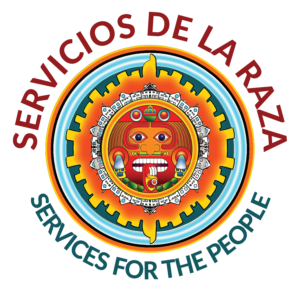 SERVICIOS DE LA RAZA
SERVICES FOR THE PEOPLE